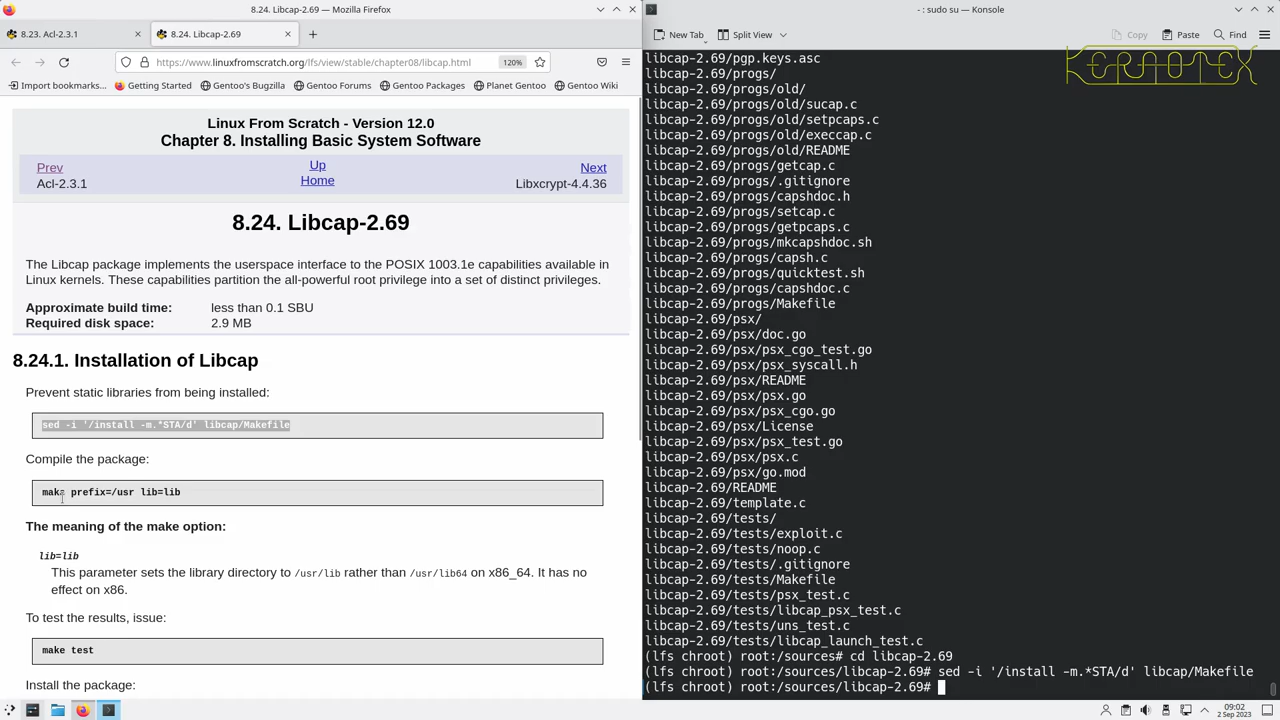 8.24. Libcap-2.69 — Mozilla Firefox
8.23. Acl-2.3.1
8.24. Libcap-2.69
https://www.linuxfromscratch.org/lfs/view/stable/chapter08/libcap.html
120%
Import bookmarks...
Getting Started
Gentoo's Bugzilla
Gentoo Forums
Gentoo Packages
Planet Gentoo
Gentoo Wiki
Linux From Scratch - Version 12.0
Chapter 8. Installing Basic System Software
Prev
Up
Next
Acl-2.3.1
Home
Libxcrypt-4.4.36
8.24. Libcap-2.69
The Libcap package implements the userspace interface to the POSIX 1003.1e capabilities available in
Linux kernels. These capabilities partition the all-powerful root privilege into a set of distinct privileges.
Approximate build time: less than 0.1 SBU
Required disk space: 2.9 MB
8.24.1. Installation of Libcap
Prevent static libraries from being installed:
sed -i '/install -m.*STA/d' libcap/Makefile
Compile the package:
make prefix=/usr lib=lib
The meaning of the make option:
lib=lib
This parameter sets the library directory to /usr/lib rather than /usr/lib64 on x86_64. It has no
effect on x86.
To test the results, issue:
make test
Install the package:
- : sudo su — Konsole
New Tab
Split View
Copy
Paste
Find
KERAOTEX
libcap-2.69/pgp.keys.asc
libcap-2.69/progs/
libcap-2.69/progs/old/
libcap-2.69/progs/old/sucap.c
libcap-2.69/progs/old/setpcaps.c
libcap-2.69/progs/old/execcap.c
libcap-2.69/progs/old/README
libcap-2.69/progs/getcap.c
libcap-2.69/progs/.gitignore
libcap-2.69/progs/capshdoc.h
libcap-2.69/progs/setcap.c
libcap-2.69/progs/getpcaps.c
libcap-2.69/progs/mkcapshdoc.sh
libcap-2.69/progs/capsh.c
libcap-2.69/progs/quicktest.sh
libcap-2.69/progs/capshdoc.c
libcap-2.69/progs/Makefile
libcap-2.69/psx/
libcap-2.69/psx/doc.go
libcap-2.69/psx/psx_cgo_test.go
libcap-2.69/psx/psx_syscall.h
libcap-2.69/psx/README
libcap-2.69/psx/psx.go
libcap-2.69/psx/psx_cgo.go
libcap-2.69/psx/License
libcap-2.69/psx/psx_test.go
libcap-2.69/psx/psx.c
libcap-2.69/psx/go.mod
libcap-2.69/README
libcap-2.69/template.c
libcap-2.69/tests/
libcap-2.69/tests/exploit.c
libcap-2.69/tests/noop.c
libcap-2.69/tests/.gitignore
libcap-2.69/tests/Makefile
libcap-2.69/tests/psx_test.c
libcap-2.69/tests/libcap_psx_test.c
libcap-2.69/tests/uns_test.c
libcap-2.69/tests/libcap_launch_test.c
(lfs chroot) root:/sources# cd libcap-2.69
(lfs chroot) root:/sources/libcap-2.69# sed -i '/install -m.*STA/d' libcap/Makefile
(lfs chroot) root:/sources/libcap-2.69#
09:02
2 Sep 2023